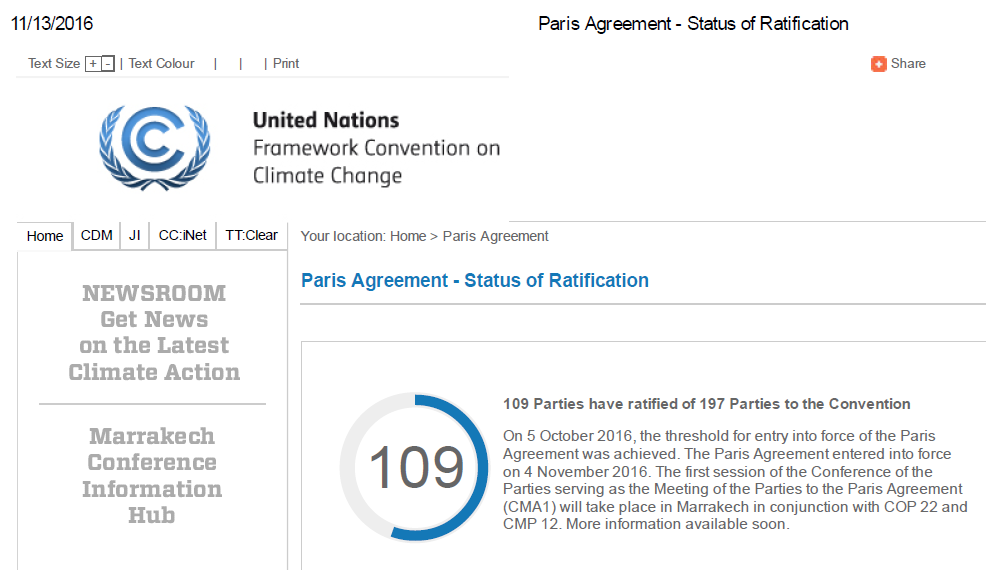 11/13/2016 Paris Agreement - Status of Ratification
Text Size + - | Text Colour | | | Print Share
United Nations
Framework Convention on
Climate Change
Home CDM JI CC:iNet TT:Clear Your location: Home > Paris Agreement
Paris Agreement - Status of Ratification
NEWSROOM
Get News
on the Latest
Climate Action
Marrakech
Conference
Information
Hub
109
109 Parties have ratified of 197 Parties to the Convention
On 5 October 2016, the threshold for entry into force of the Paris
Agreement was achieved. The Paris Agreement entered into force
on 4 November 2016. The first session of the Conference of the
Parties serving as the Meeting of the Parties to the Paris Agreement
(CMA1) will take place in Marrakech in conjunction with COP 22 and
CMP 12. More information available soon.